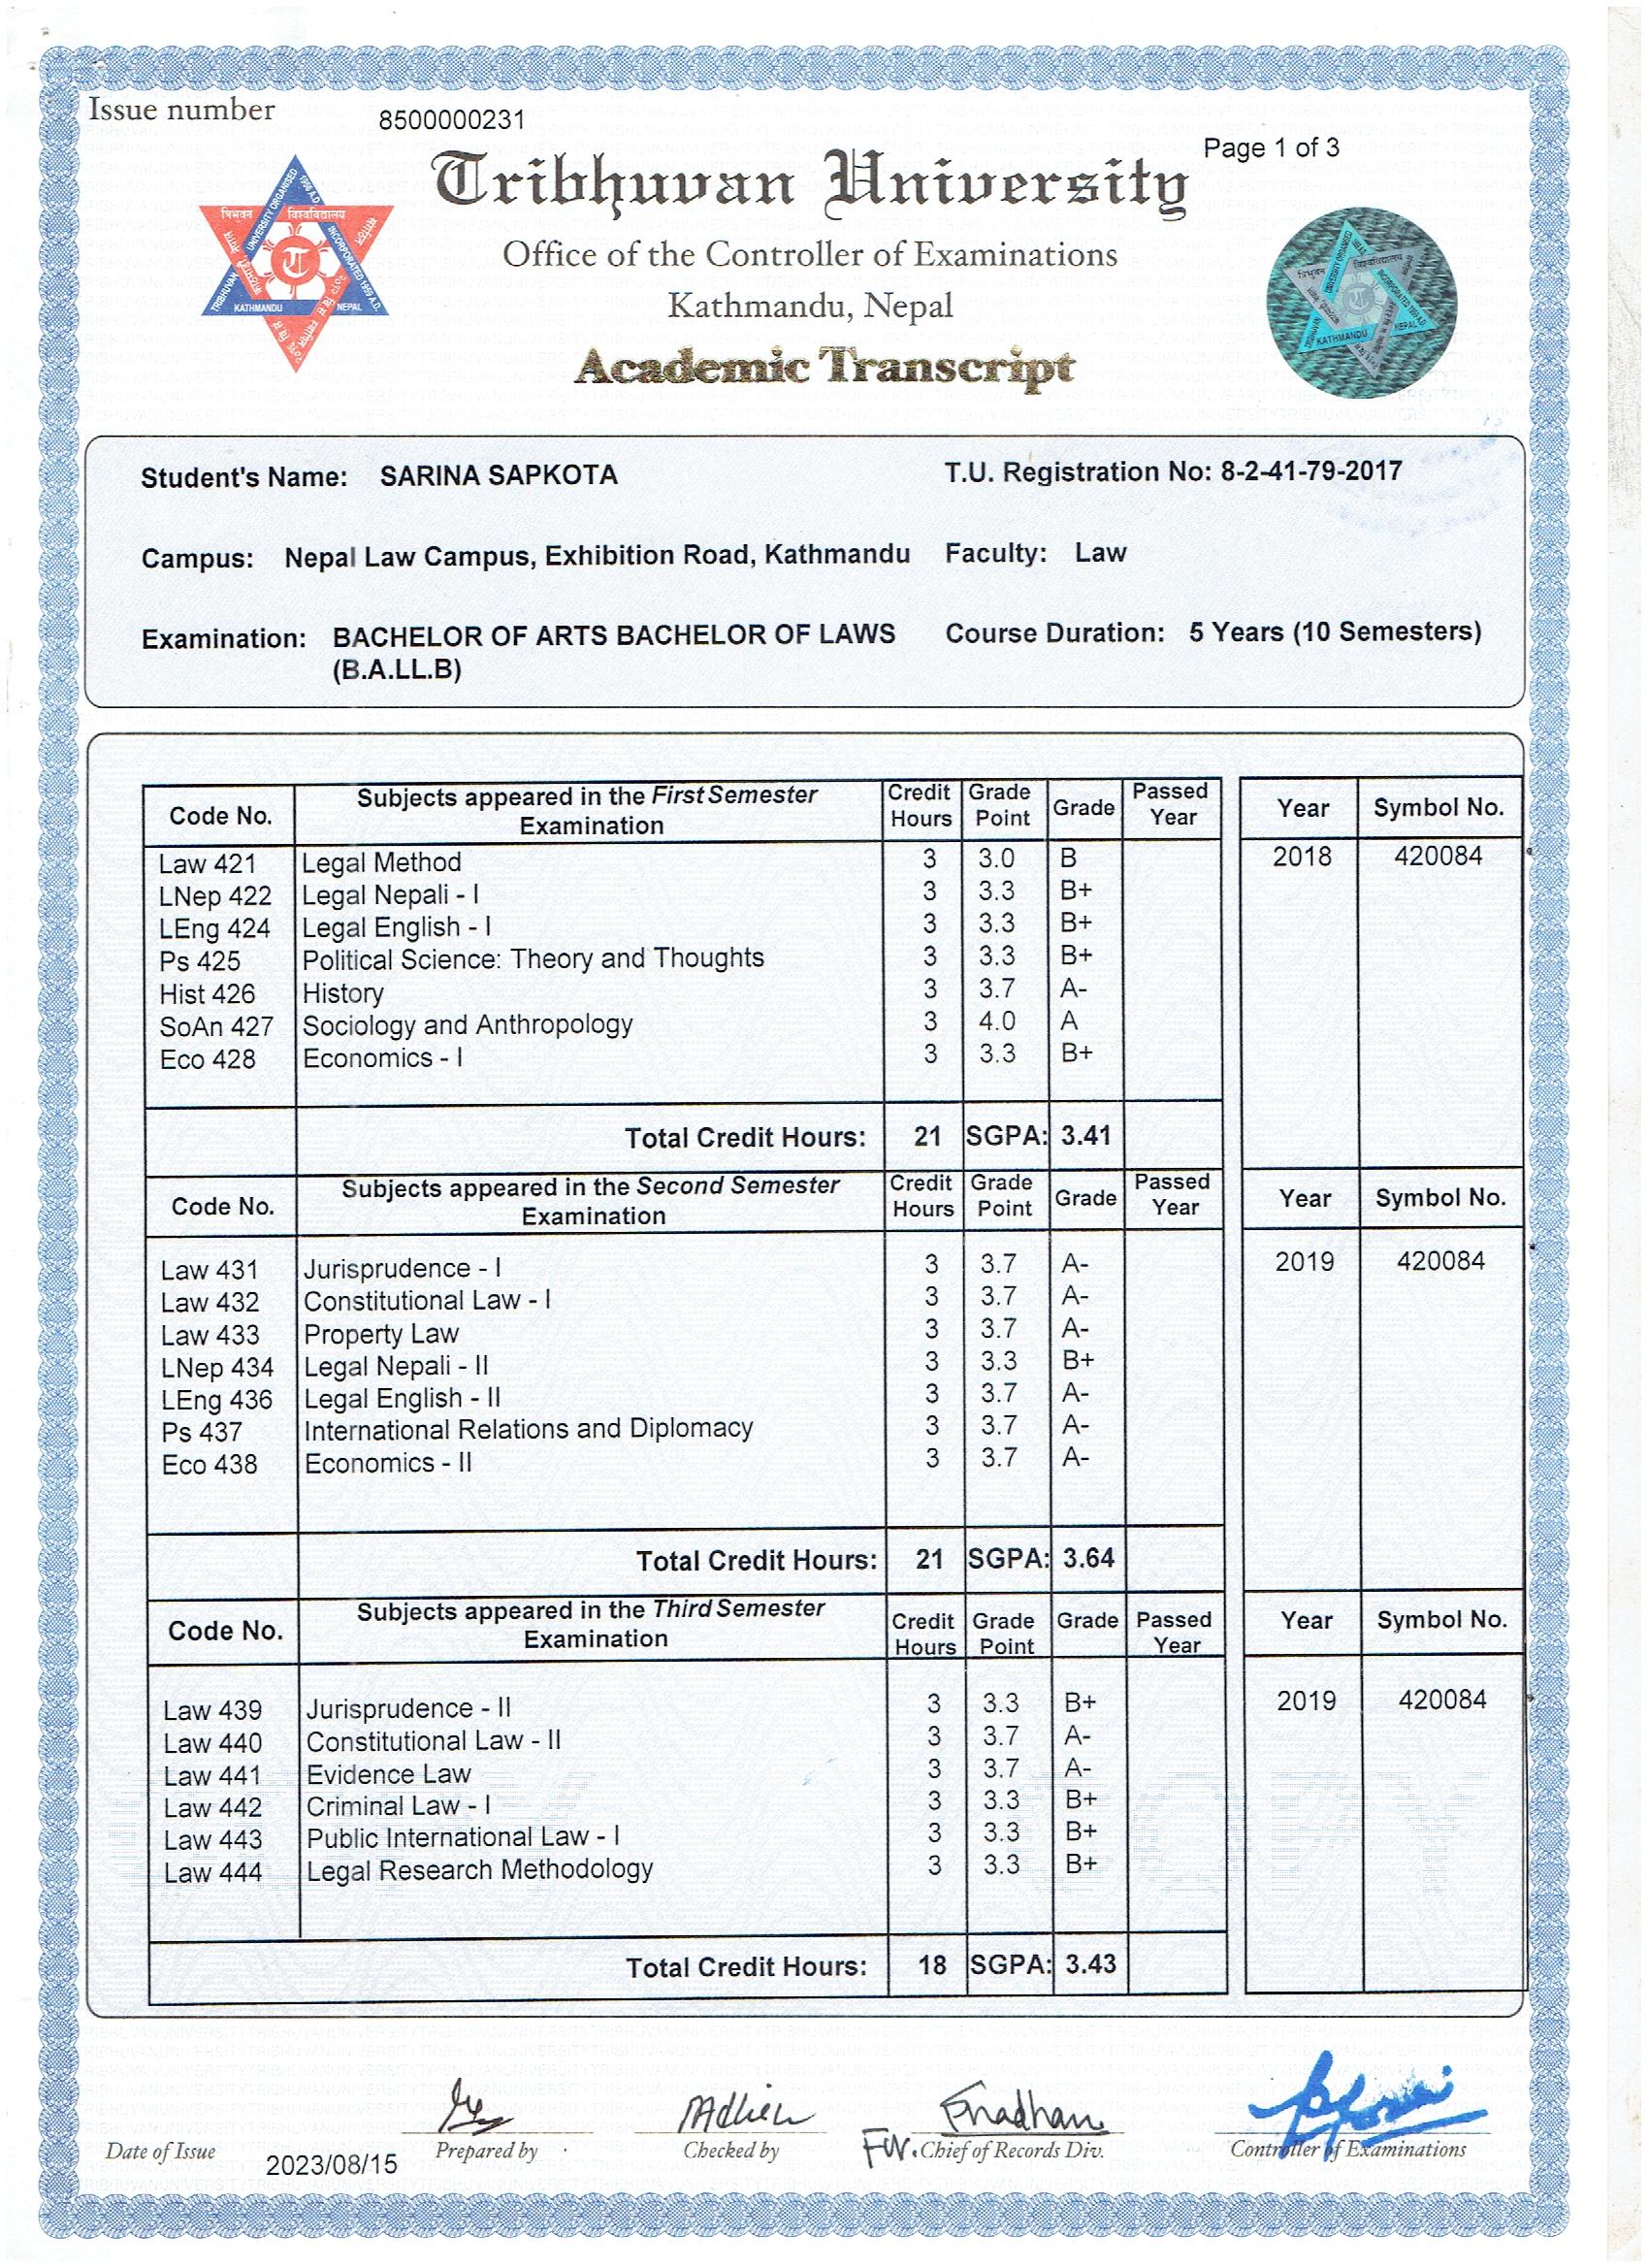 Issue number 8500000231
Page 1 of 3
Tribhuvan University
Office of the Controller of Examinations
Kathmandu, Nepal
Academic Transcript
त्रिभुवन विश्वविद्यालय
UNIVERSITY ORGANISED
INCORPORATED 1959 A.D.
TRIBHUVAN
KATHMANDU NEPAL
KATHMANDU NEPAL
Student's Name: SARINA SAPKOTA T.U. Registration No: 8-2-41-79-2017
Campus: Nepal Law Campus, Exhibition Road, Kathmandu Faculty: Law
Examination: BACHELOR OF ARTS BACHELOR OF LAWS Course Duration: 5 Years (10 Semesters)
(B.A.LL.B)
Code No. Subjects appeared in the First Semester Examination Credit Hours Grade Point Grade Passed Year Year Symbol No.
Law 421 Legal Method 3 3.0 B 2018 420084
LNep 422 Legal Nepali - I 3 3.3 B+
LEng 424 Legal English - I 3 3.3 B+
Ps 425 Political Science: Theory and Thoughts 3 3.3 B+
Hist 426 History 3 3.7 A-
SoAn 427 Sociology and Anthropology 3 4.0 A
Eco 428 Economics - I 3 3.3 B+
Total Credit Hours: 21 SGPA: 3.41
Code No. Subjects appeared in the Second Semester Examination Credit Hours Grade Point Grade Passed Year Year Symbol No.
Law 431 Jurisprudence - I 3 3.7 A- 2019 420084
Law 432 Constitutional Law - I 3 3.7 A-
Law 433 Property Law 3 3.7 A-
LNep 434 Legal Nepali - II 3 3.3 B+
LEng 436 Legal English - II 3 3.7 A-
Ps 437 International Relations and Diplomacy 3 3.7 A-
Eco 438 Economics - II 3 3.7 A-
Total Credit Hours: 21 SGPA: 3.64
Code No. Subjects appeared in the Third Semester Examination Credit Hours Grade Point Grade Passed Year Year Symbol No.
Law 439 Jurisprudence - II 3 3.3 B+ 2019 420084
Law 440 Constitutional Law - II 3 3.7 A-
Law 441 Evidence Law 3 3.7 A-
Law 442 Criminal Law - I 3 3.3 B+
Law 443 Public International Law - I 3 3.3 B+
Law 444 Legal Research Methodology 3 3.3 B+
Total Credit Hours: 18 SGPA: 3.43
Date of Issue 2023/08/15 Prepared by Checked by For. Chief of Records Div. Controller of Examinations